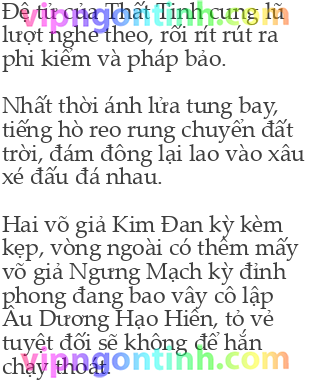 Đệ tử của Thất Linh cung lũ
lượt nghe theo, rối rít rút ra
phi kiếm và pháp bảo.
Nhất thời ánh lửa tung bay,
tiếng hò reo rung chuyển đất
trời, đám đông lại lao vào xâu
xé đấu đá nhau.
Hai võ giả Kim Đan kỳ kèm
kẹp, vòng ngoài có thêm mấy
võ giả Ngưng Mạch kỳ đỉnh
phong đang bao vây cô lập
Âu Dương Hạo Hiên, tỏ vẻ
tuyệt đối sẽ không để hắn
chạy thoát.
vipngontinh.com
vipngontinh.com